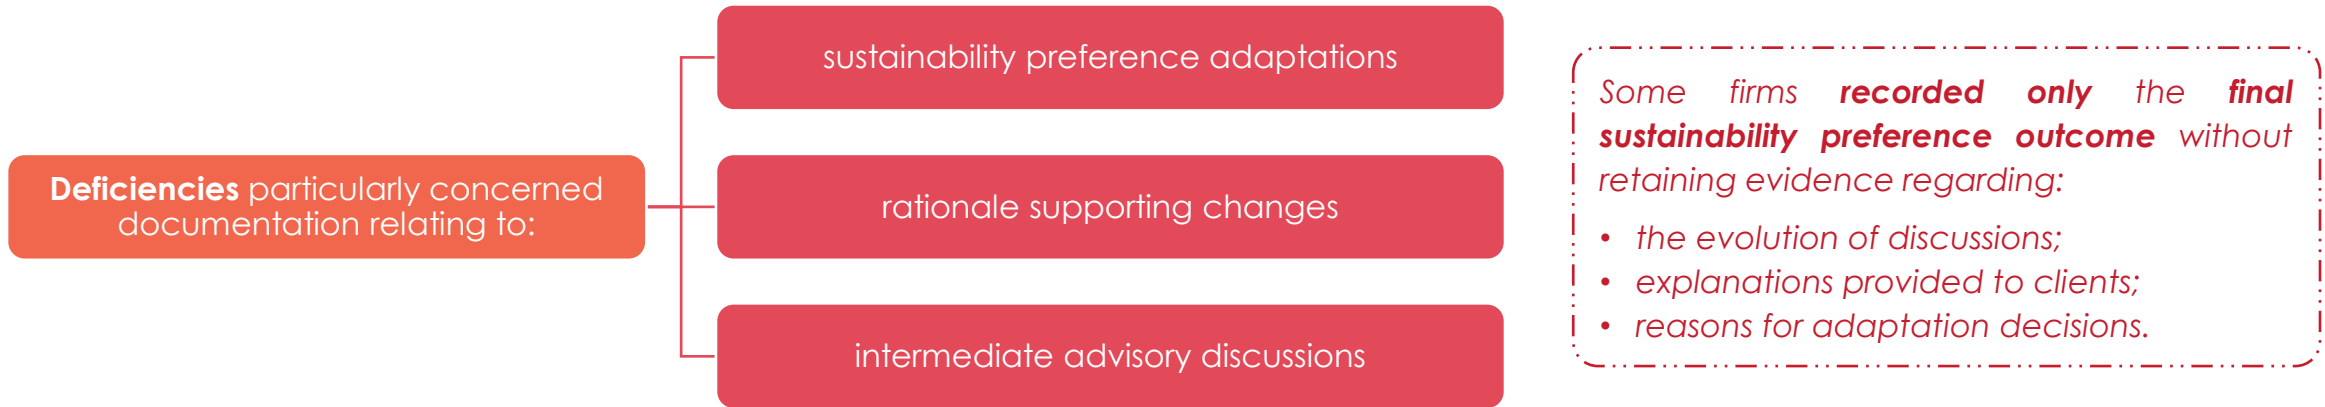 Deficiencies particularly concerned
documentation relating to:
sustainability preference adaptations
rationale supporting changes
intermediate advisory discussions
Some firms recorded only the final
sustainability preference outcome without
retaining evidence regarding:
• the evolution of discussions;
• explanations provided to clients;
• reasons for adaptation decisions.